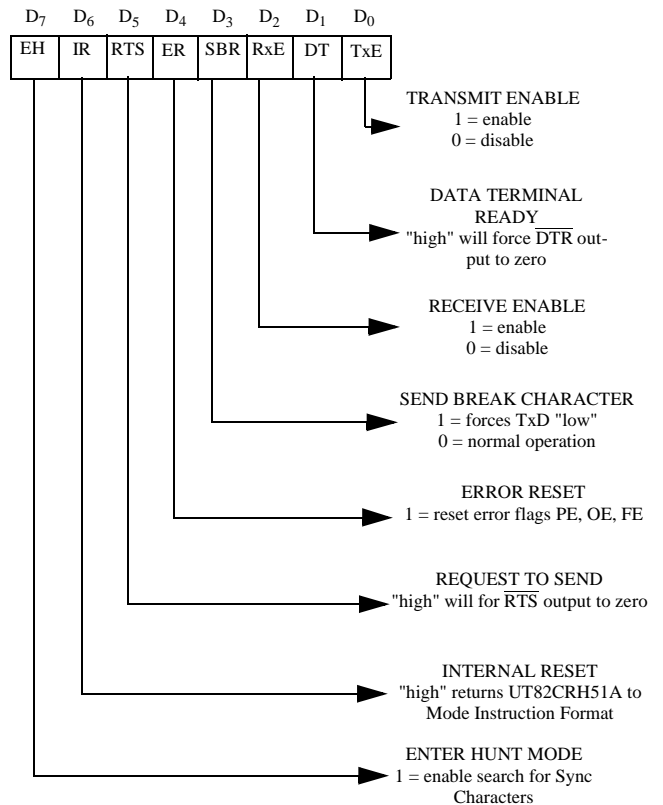 D7 D6 D5 D4 D3 D2 D1 D0
EH IR RTS ER SBR RxE DT TxE
TRANSMIT ENABLE
1 = enable
0 = disable
DATA TERMINAL
READY
"high" will force D̅T̅R̅ out-
put to zero
RECEIVE ENABLE
1 = enable
0 = disable
SEND BREAK CHARACTER
1 = forces TxD "low"
0 = normal operation
ERROR RESET
1 = reset error flags PE, OE, FE
REQUEST TO SEND
"high" will for R̅T̅S̅ output to zero
INTERNAL RESET
"high" returns UT82CRH51A to
Mode Instruction Format
ENTER HUNT MODE
1 = enable search for Sync
Characters